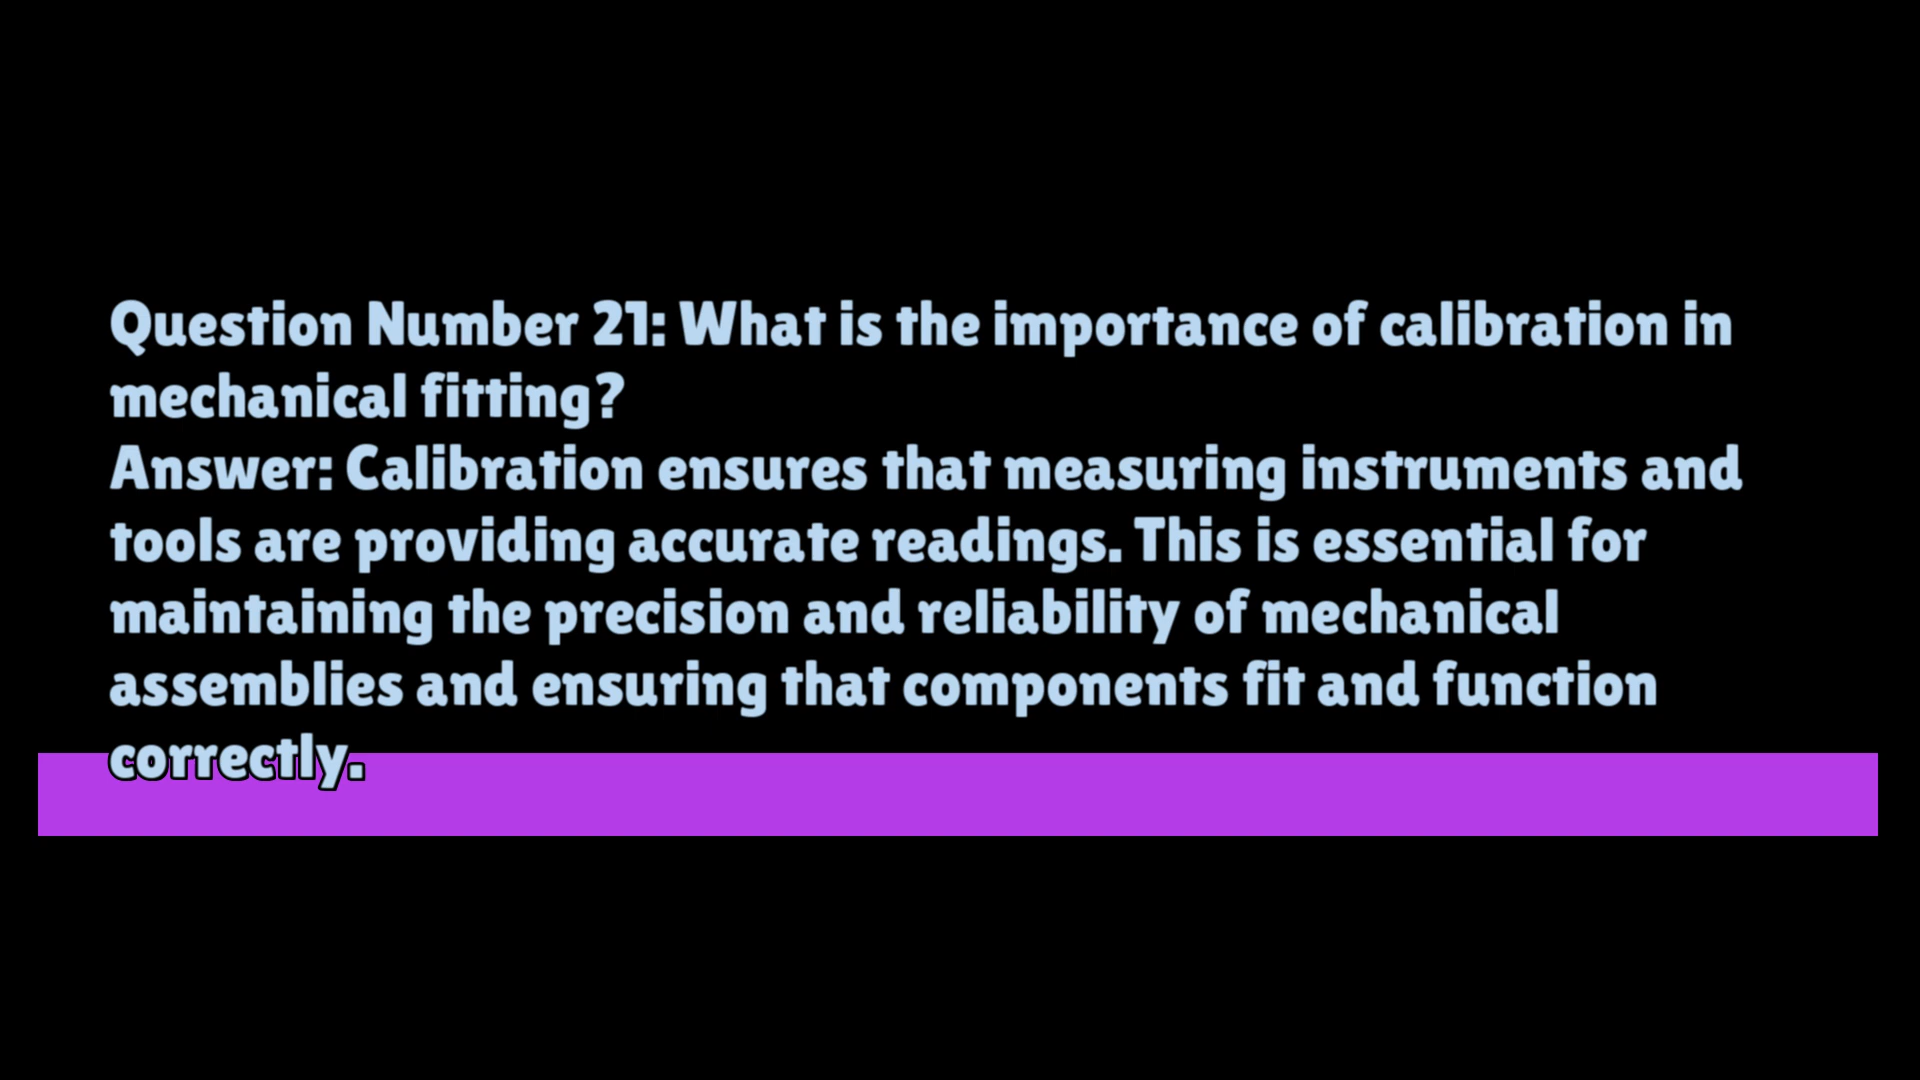 Question Number 21: What is the importance of calibration in
mechanical fitting?
Answer: Calibration ensures that measuring instruments and
tools are providing accurate readings. This is essential for
maintaining the precision and reliability of mechanical
assemblies and ensuring that components fit and function
correctly.